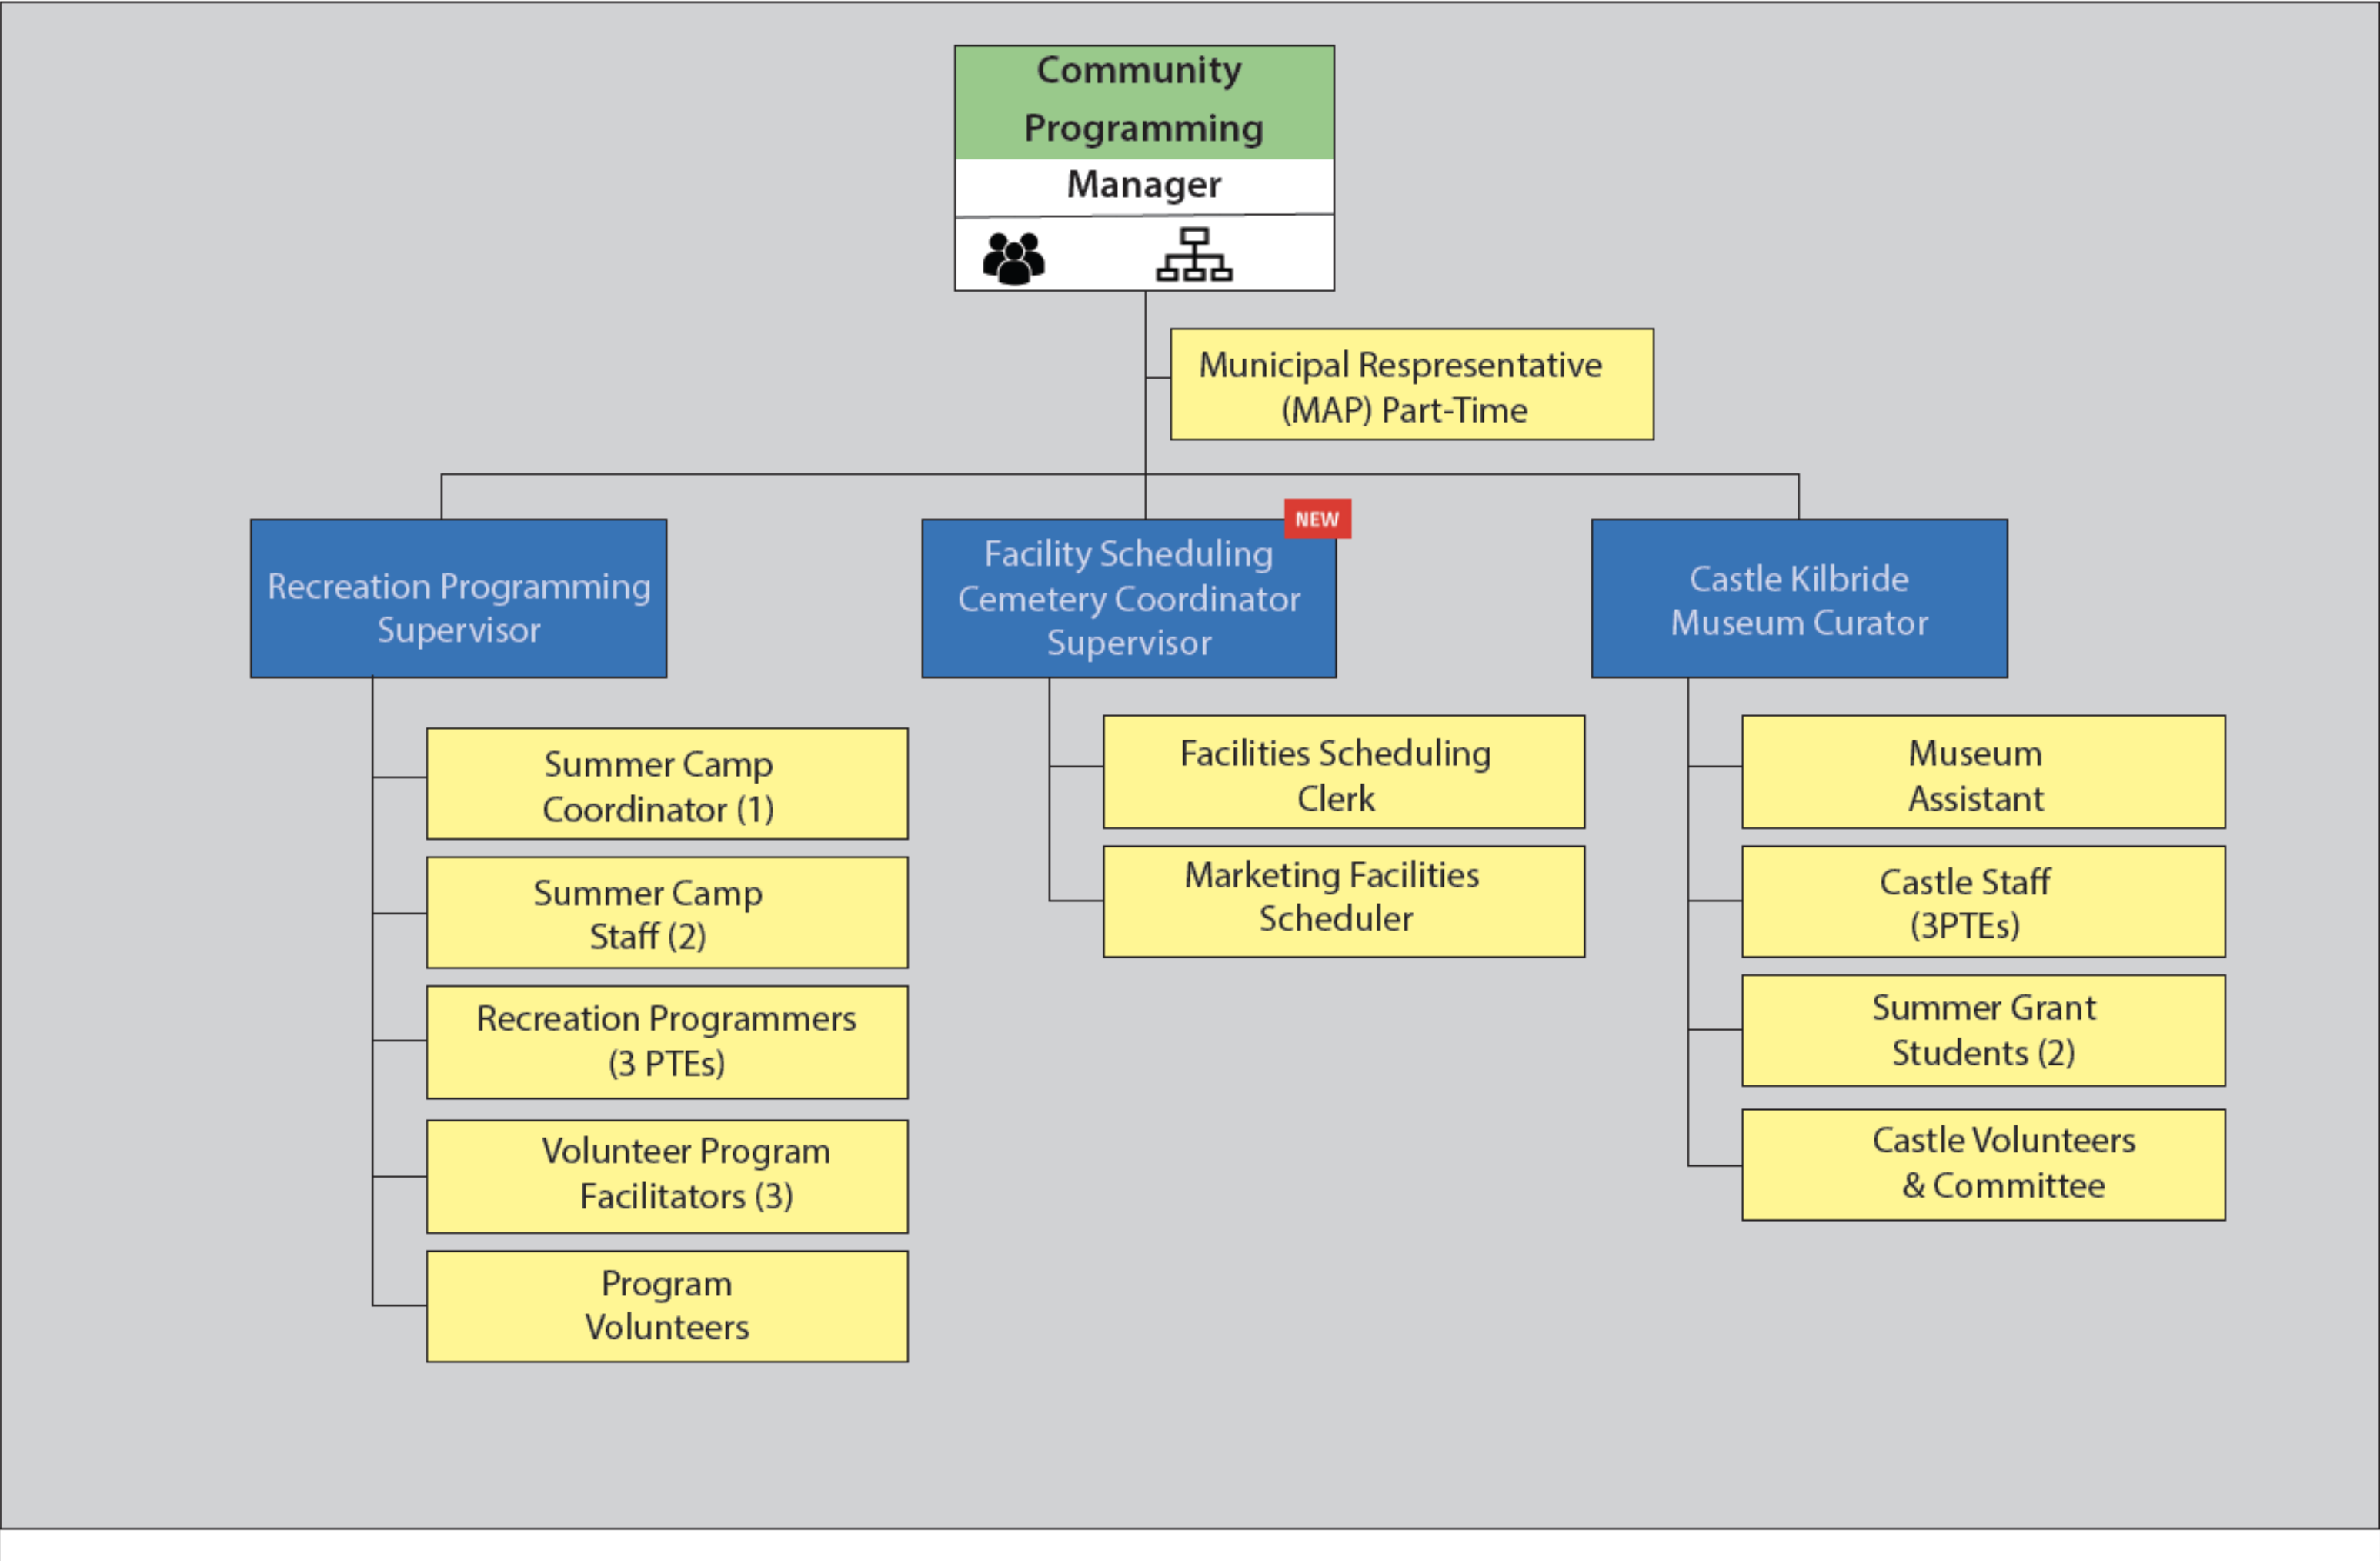 Community
Programming
Manager
Municipal Respresentative
(MAP) Part-Time
NEW
Recreation Programming
Supervisor
Facility Scheduling
Cemetery Coordinator
Supervisor
Castle Kilbride
Museum Curator
Summer Camp
Coordinator (1)
Summer Camp
Staff (2)
Recreation Programmers
(3 PTEs)
Volunteer Program
Facilitators (3)
Program
Volunteers
Facilities Scheduling
Clerk
Marketing Facilities
Scheduler
Museum
Assistant
Castle Staff
(3PTEs)
Summer Grant
Students (2)
Castle Volunteers
& Committee